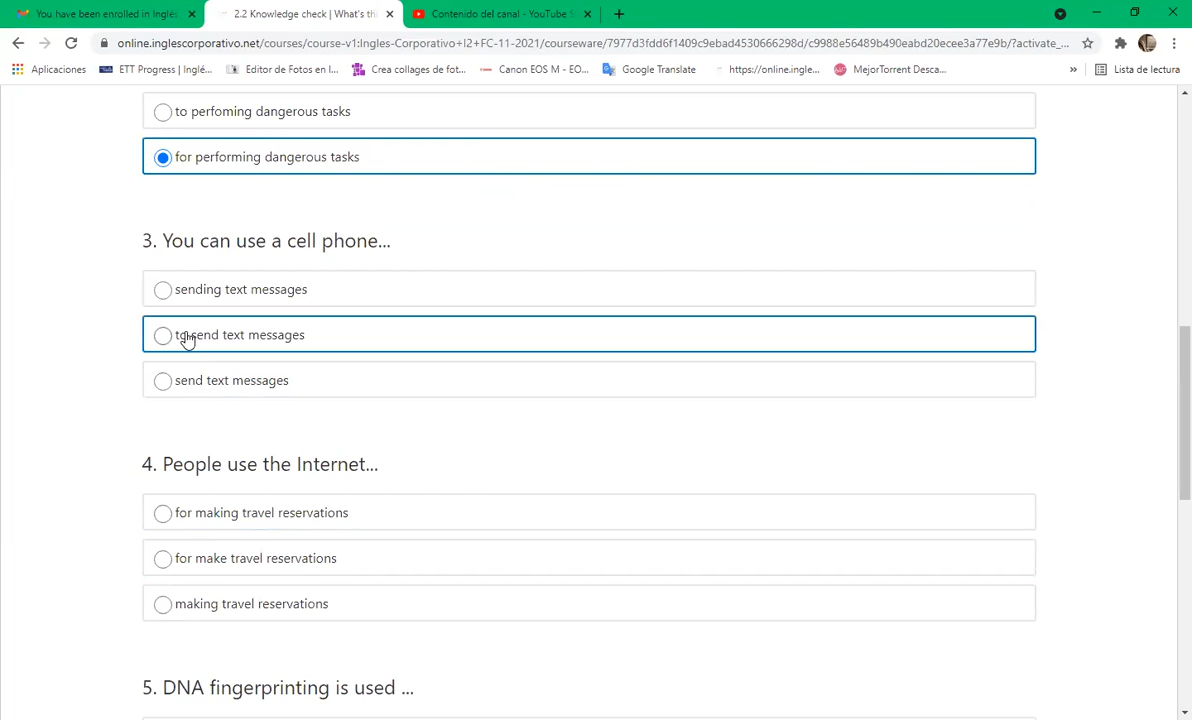 You have been enrolled in Inglés
2.2 Knowledge check | What's thi
Contenido del canal - YouTube S
online.inglescorporativo.net/courses/course-v1:Ingles-Corporativo+I2+FC-11-2021/courseware/7977d3fdd6f1409c9ebad4530666298d/c9988e56489b490eabd20ecee3a77e9b/?activate_...
Aplicaciones
ETT Progress | Inglé...
Editor de Fotos en l...
Crea collages de fot...
Canon EOS M - EO...
Google Translate
https://online.ingle...
MejorTorrent Desca...
»
Lista de lectura
to perfoming dangerous tasks
for performing dangerous tasks
3. You can use a cell phone...
sending text messages
to send text messages
send text messages
4. People use the Internet...
for making travel reservations
for make travel reservations
making travel reservations
5. DNA fingerprinting is used ...